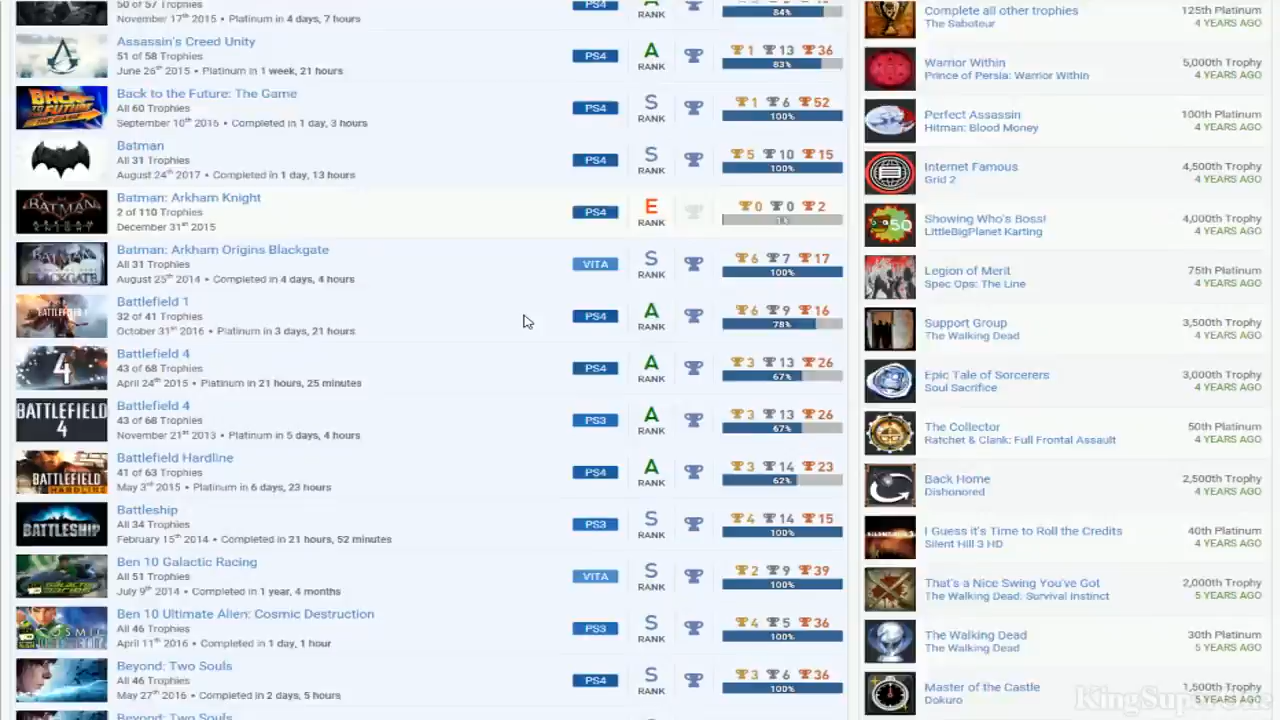 50 of 57 Trophies
November 17th 2015 • Platinum in 4 days, 7 hours
PS4
A
RANK
84%
Assassin's Creed Unity
51 of 58 Trophies
June 26th 2015 • Platinum in 1 week, 21 hours
PS4
A
RANK
1 13 36
83%
Back to the Future: The Game
All 60 Trophies
September 10th 2016 • Completed in 1 day, 3 hours
PS4
S
RANK
1 6 52
100%
Batman
All 31 Trophies
August 24th 2017 • Completed in 1 day, 13 hours
PS4
S
RANK
5 10 15
100%
BATMAN
ARKHAM KNIGHT
Batman: Arkham Knight
2 of 110 Trophies
December 31st 2015
PS4
E
RANK
0 0 2
1%
Batman: Arkham Origins Blackgate
All 31 Trophies
August 25th 2014 • Completed in 4 days, 4 hours
VITA
S
RANK
6 7 17
100%
BATTLEFIELD 1
Battlefield 1
32 of 41 Trophies
October 31st 2016 • Platinum in 3 days, 21 hours
PS4
A
RANK
6 9 16
78%
4
Battlefield 4
43 of 68 Trophies
April 24th 2015 • Platinum in 21 hours, 25 minutes
PS4
A
RANK
3 13 26
67%
BATTLEFIELD
4
Battlefield 4
43 of 68 Trophies
November 21st 2013 • Platinum in 5 days, 4 hours
PS3
A
RANK
3 13 26
67%
BATTLEFIELD
HARDLINE
Battlefield Hardline
41 of 63 Trophies
May 3rd 2015 • Platinum in 6 days, 23 hours
PS4
A
RANK
3 14 23
62%
BATTLESHIP
Battleship
All 34 Trophies
February 15th 2014 • Completed in 21 hours, 52 minutes
PS3
S
RANK
4 14 15
100%
Ben 10 Galactic Racing
All 51 Trophies
July 9th 2014 • Completed in 1 year, 4 months
VITA
S
RANK
2 9 39
100%
Ben 10 Ultimate Alien: Cosmic Destruction
All 46 Trophies
April 11th 2016 • Completed in 1 day, 1 hour
PS3
S
RANK
4 5 36
100%
Beyond: Two Souls
All 46 Trophies
May 27th 2016 • Completed in 2 days, 5 hours
PS4
S
RANK
3 6 36
100%
Beyond: Two Souls
Complete all other trophies
The Saboteur
125th Platinum
4 YEARS AGO
Warrior Within
Prince of Persia: Warrior Within
5,000th Trophy
4 YEARS AGO
Perfect Assassin
Hitman: Blood Money
100th Platinum
4 YEARS AGO
Internet Famous
Grid 2
4,500th Trophy
4 YEARS AGO
Showing Who's Boss!
LittleBigPlanet Karting
4,000th Trophy
4 YEARS AGO
Legion of Merit
Spec Ops: The Line
75th Platinum
4 YEARS AGO
Support Group
The Walking Dead
3,500th Trophy
4 YEARS AGO
Epic Tale of Sorcerers
Soul Sacrifice
3,000th Trophy
4 YEARS AGO
The Collector
Ratchet & Clank: Full Frontal Assault
50th Platinum
4 YEARS AGO
Back Home
Dishonored
2,500th Trophy
4 YEARS AGO
I Guess it's Time to Roll the Credits
Silent Hill 3 HD
40th Platinum
4 YEARS AGO
That's a Nice Swing You've Got
The Walking Dead: Survival Instinct
2,000th Trophy
5 YEARS AGO
The Walking Dead
The Walking Dead
30th Platinum
5 YEARS AGO
Master of the Castle
Dokuro
1,500th Trophy
5 YEARS AGO